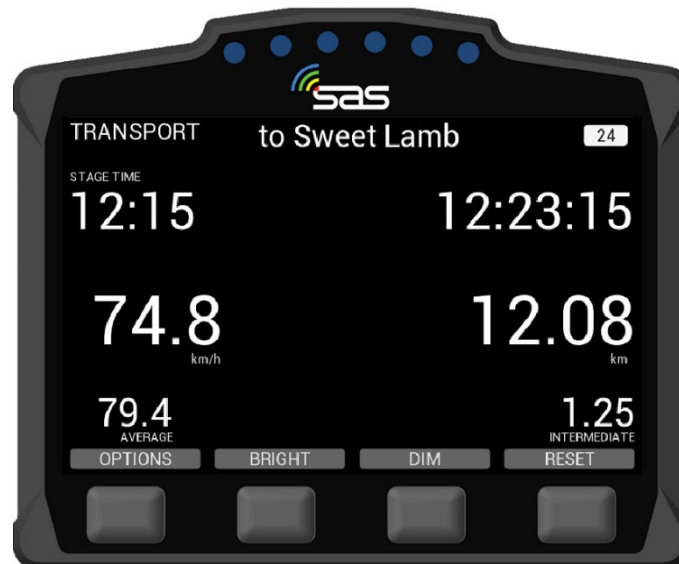 sas
TRANSPORT to Sweet Lamb 24
STAGE TIME
12:15 12:23:15
74.8 12.08
km/h km
79.4 1.25
AVERAGE INTERMEDIATE
OPTIONS BRIGHT DIM RESET